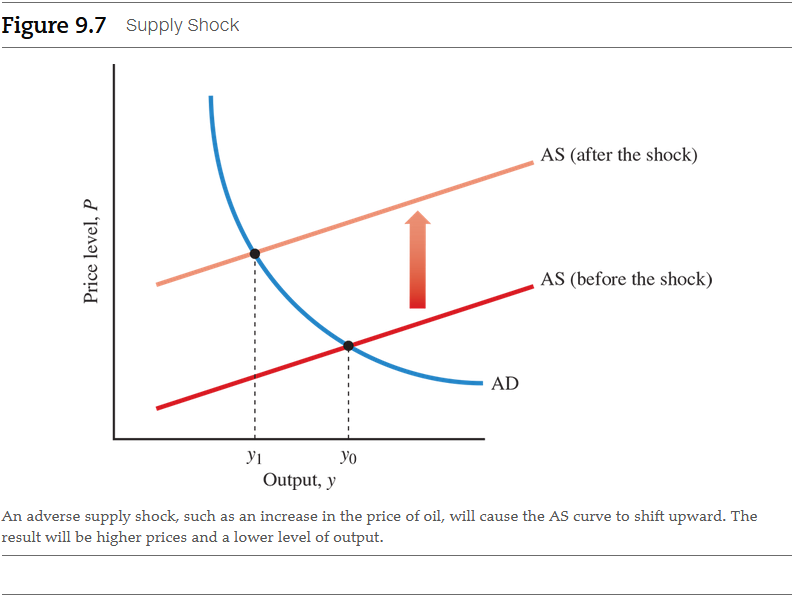 Figure 9.7 Supply Shock
AS (after the shock)
Price level, P
AS (before the shock)
AD
y1 y0
Output, y
An adverse supply shock, such as an increase in the price of oil, will cause the AS curve to shift upward. The
result will be higher prices and a lower level of output.